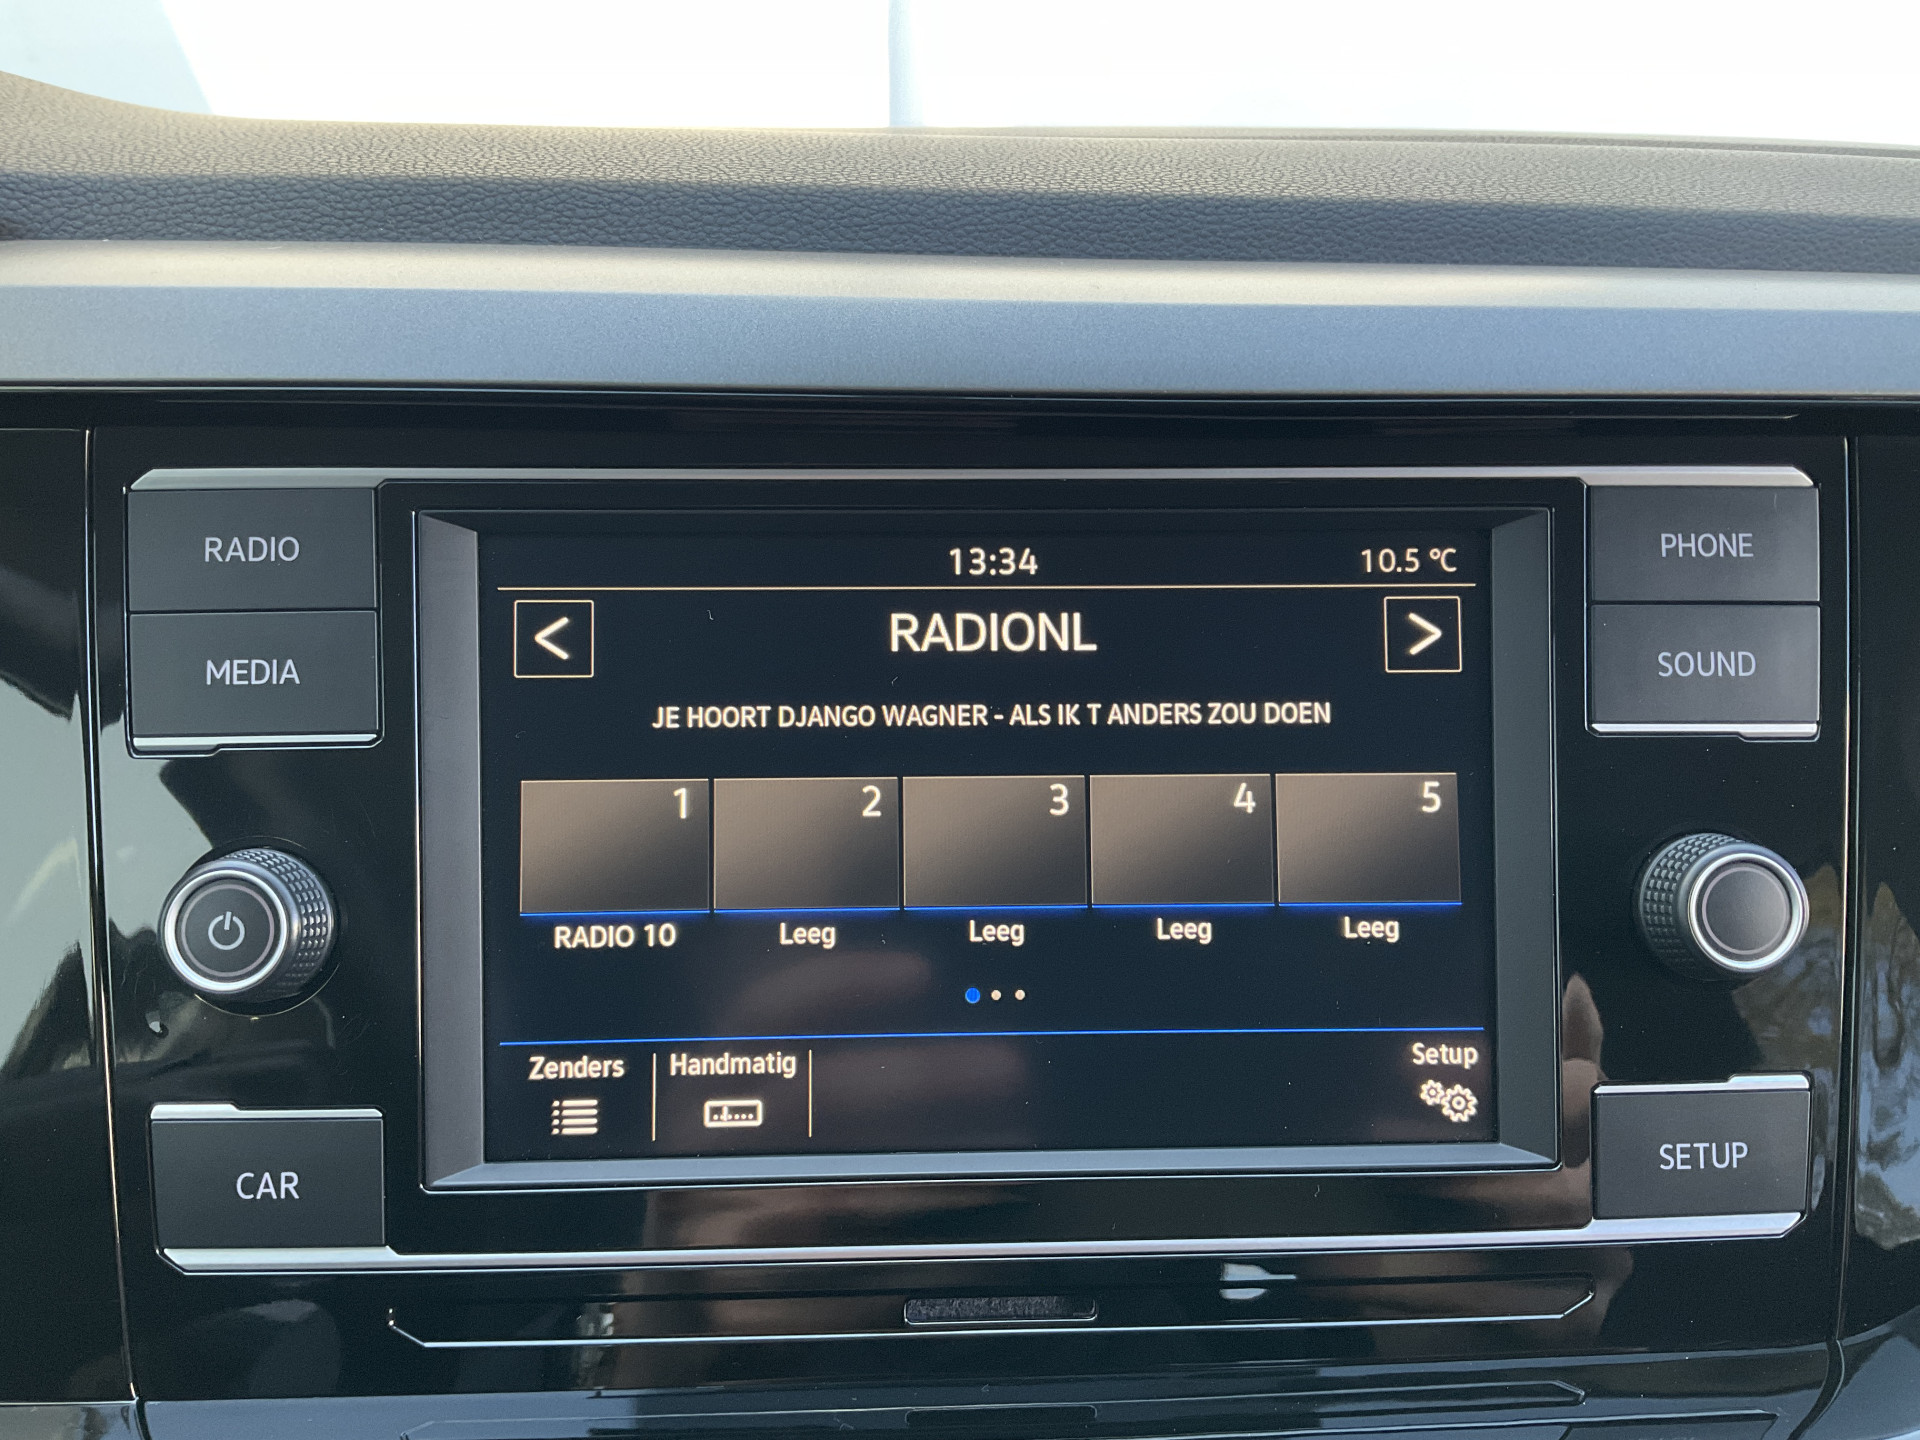 RADIO
MEDIA
CAR
13:34
10.5 °C
<
RADIONL
>
JE HOORT DJANGO WAGNER - ALS IK T ANDERS ZOU DOEN
1 2 3 4 5
RADIO 10 Leeg Leeg Leeg Leeg
Zenders
Handmatig
Setup
PHONE
SOUND
SETUP